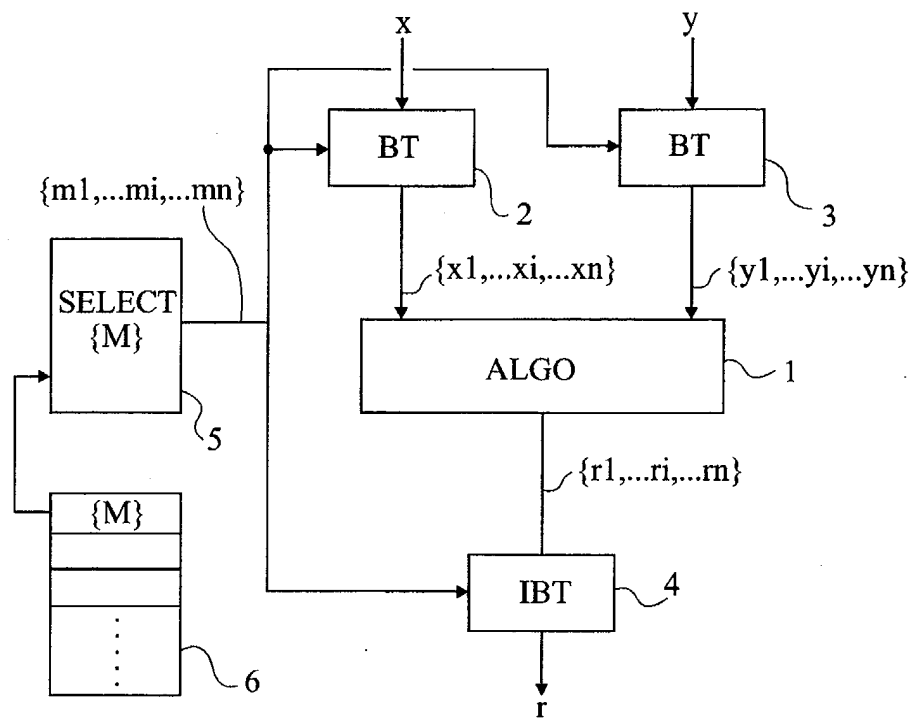 x
y
BT
BT
2
3
{m1,...mi,...mn}
{x1,...xi,...xn}
{y1,...yi,...yn}
SELECT
{M}
5
ALGO
1
{r1,...ri,...rn}
{M}
6
IBT
4
r